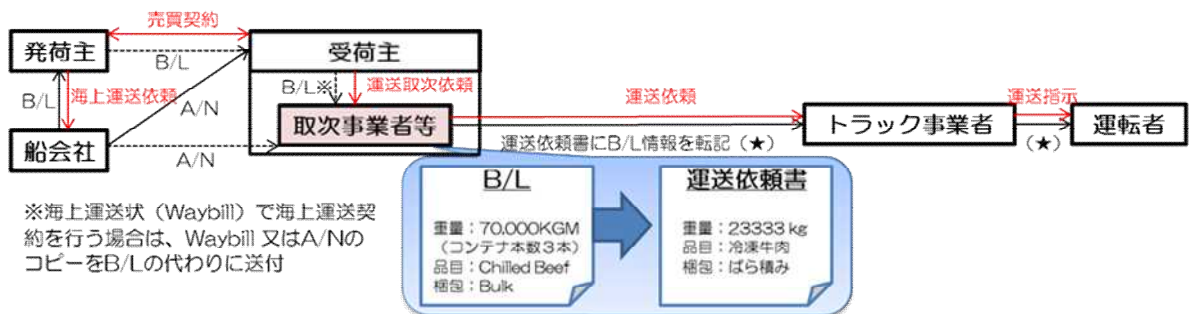 売買契約
発荷主
B/L
受荷主
B/L
海上運送依頼
A/N
B/L※
運送取次依頼
取次事業者等
運送依頼
運送依頼書にB/L情報を転記（★）
トラック事業者
運送指示
（★）
運転者
船会社
A/N
※海上運送状（Waybill）で海上運送契
約を行う場合は、Waybill 又はA/Nの
コピーをB/Lの代わりに送付
B/L
重量：70.000KGM
（コンテナ本数３本）
品目：Chilled Beef
梱包：Bulk
運送依頼書
重量：23333 kg
品目：冷凍牛肉
梱包：ばら積み